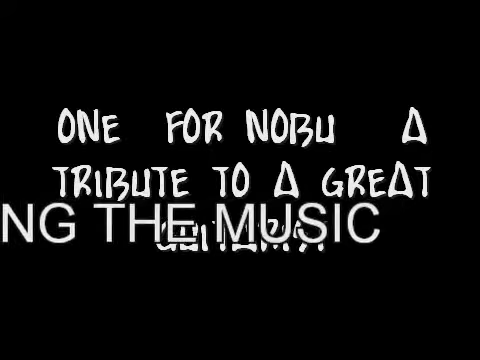 ONE FOR NOBU A
TRIBUTE TO A GREAT
NG THE MUSIC